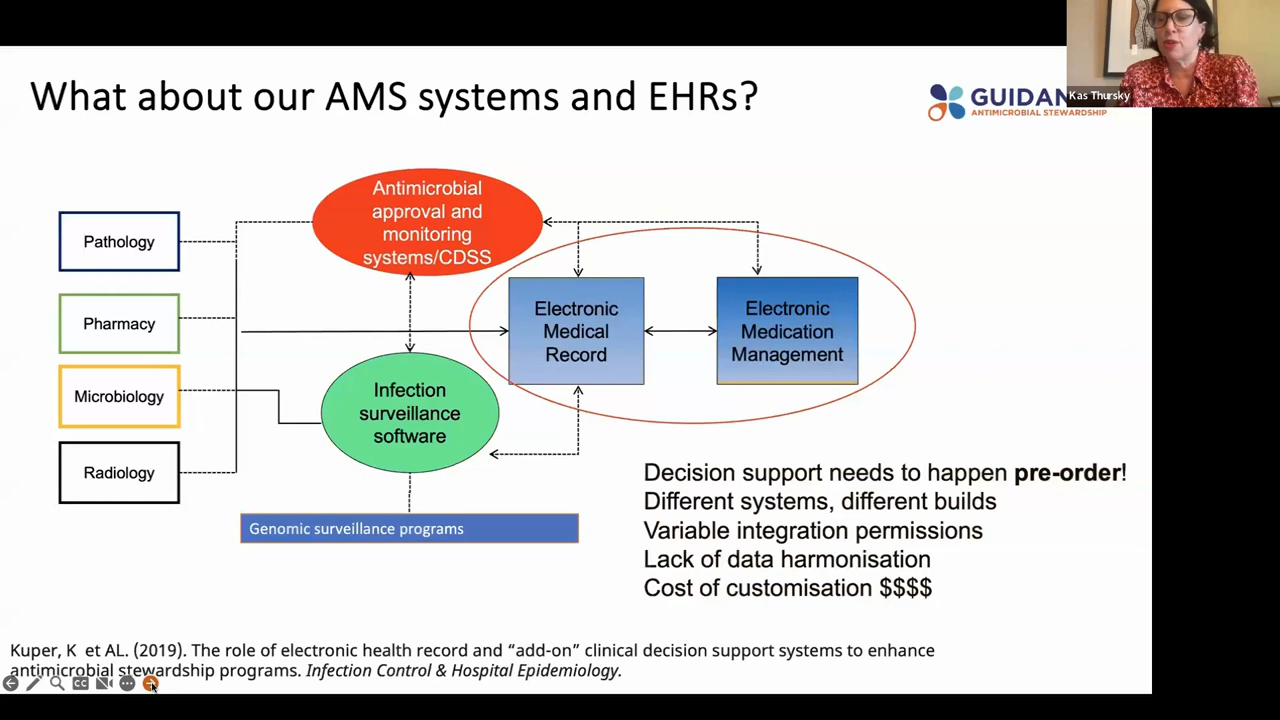 What about our AMS systems and EHRs?
GUIDAN
ANTIMICROBIAL STEWARDSHIP
Kas Thursky
Pathology
Pharmacy
Microbiology
Radiology
Antimicrobial
approval and
monitoring
systems/CDSS
Electronic
Medical
Record
Electronic
Medication
Management
Infection
surveillance
software
Genomic surveillance programs
Decision support needs to happen pre-order!
Different systems, different builds
Variable integration permissions
Lack of data harmonisation
Cost of customisation $$$$
Kuper, K et AL. (2019). The role of electronic health record and “add-on” clinical decision support systems to enhance
antimicrobial stewardship programs. Infection Control & Hospital Epidemiology.
CC